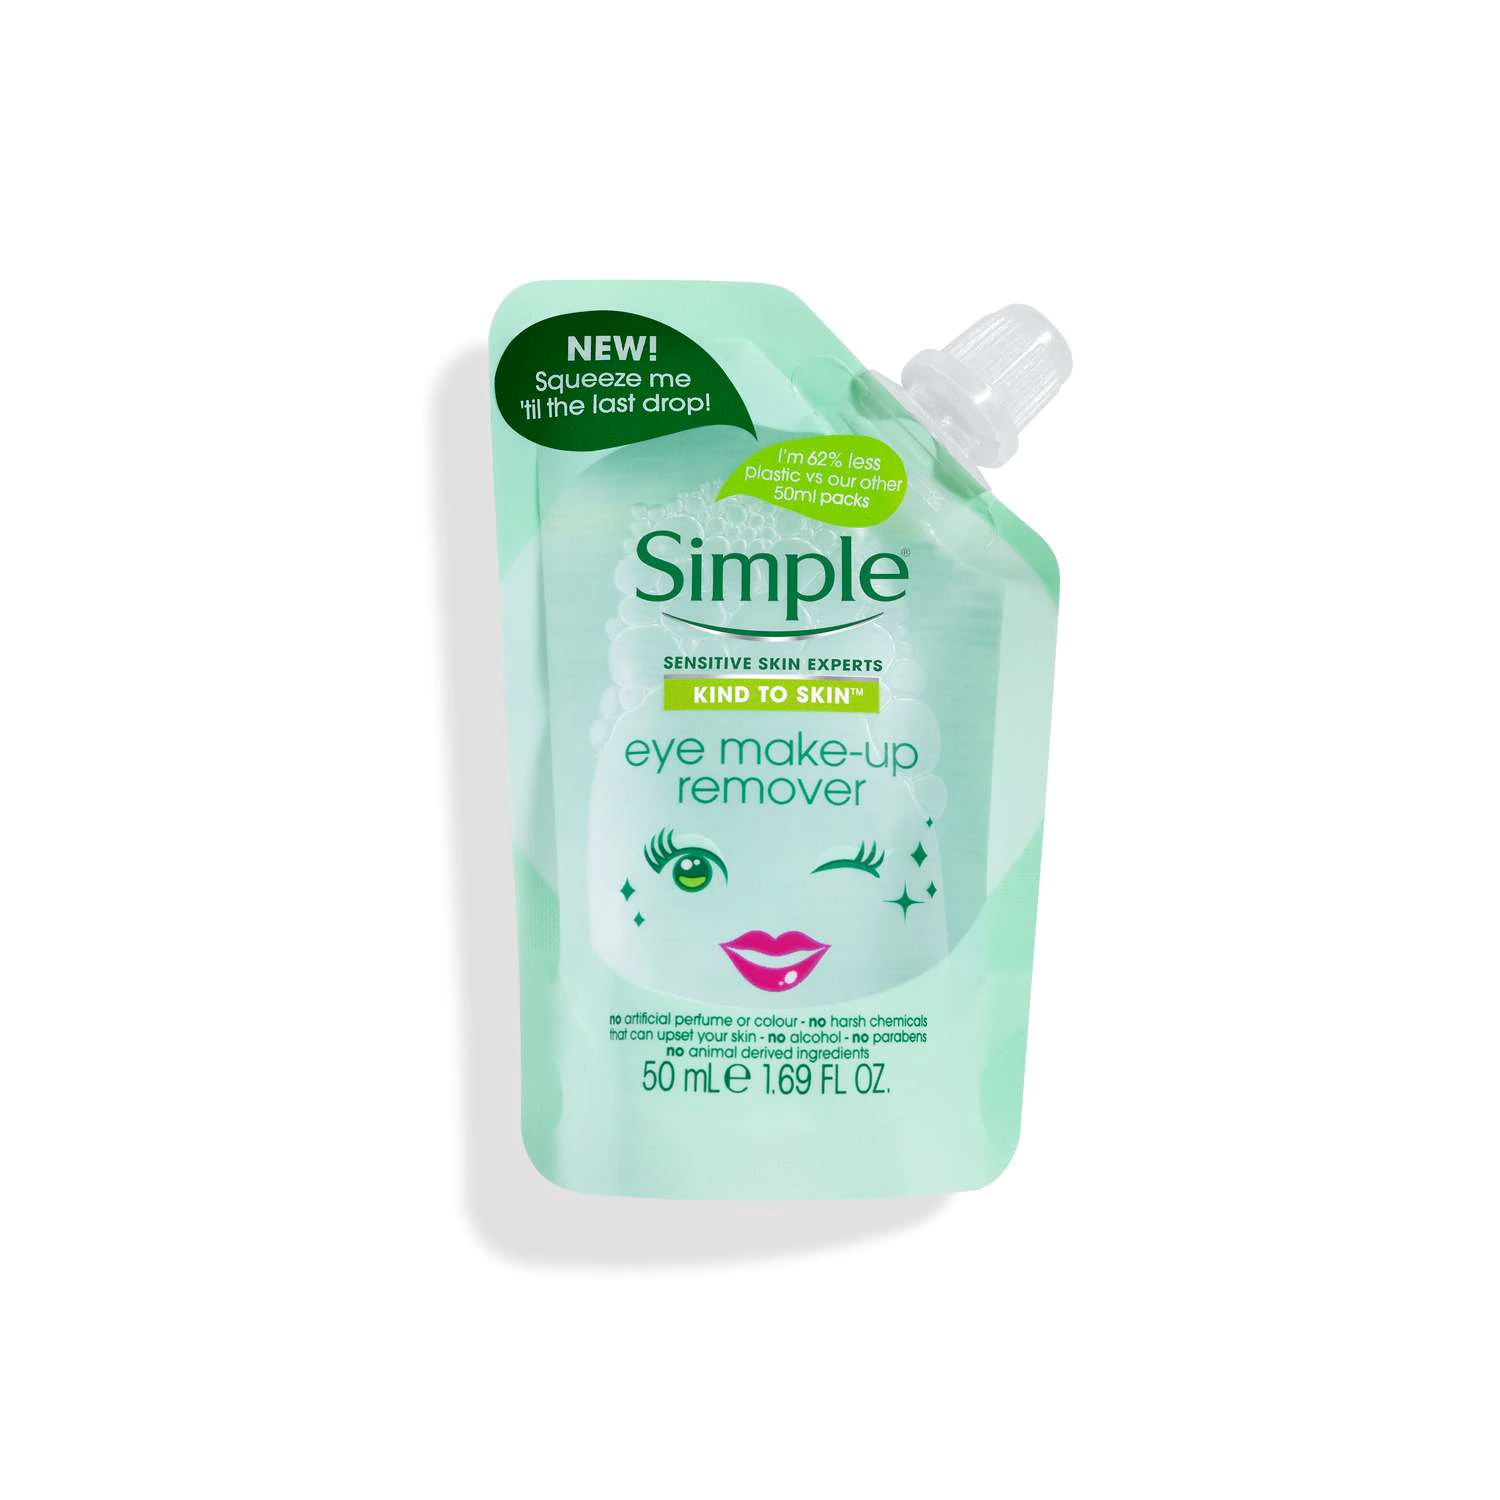 NEW!
Squeeze me
'til the last drop!
I'm 62% less
plastic vs our other
50ml packs
Simple®
SENSITIVE SKIN EXPERTS
KIND TO SKIN™
eye make-up
remover
no artificial perfume or colour - no harsh chemicals
that can upset your skin - no alcohol - no parabens
no animal derived ingredients
50 mL e 1.69 FL OZ.